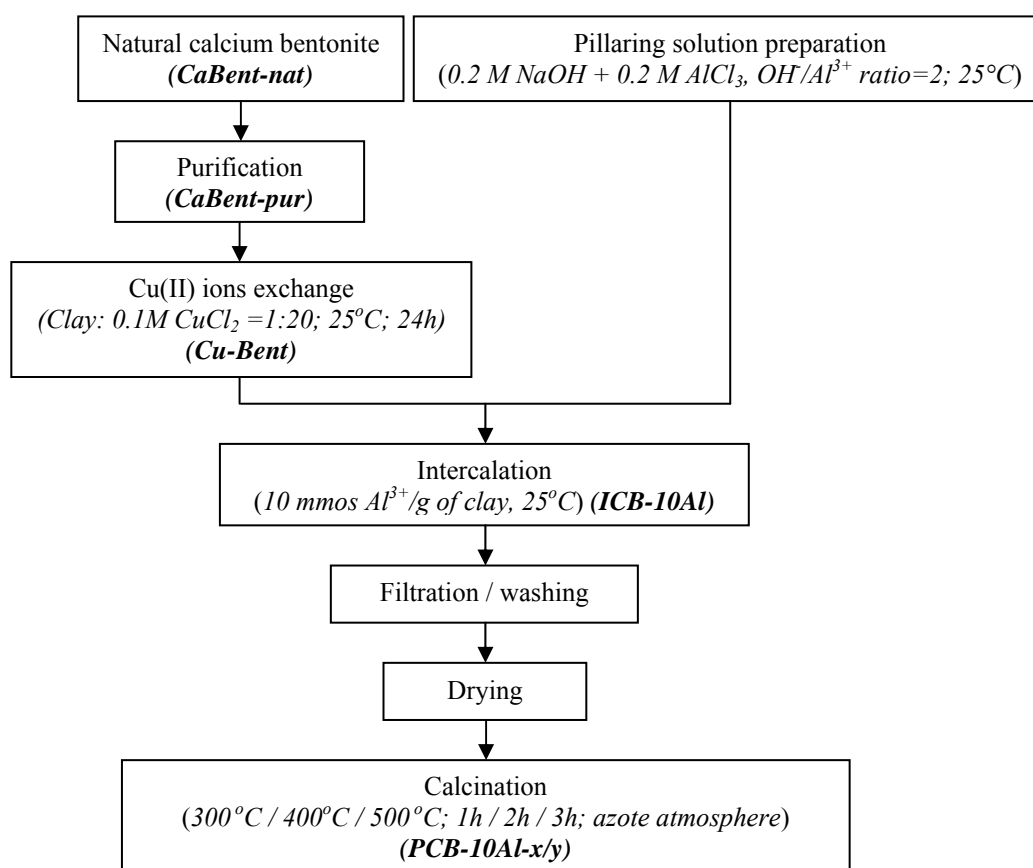 Natural calcium bentonite
(CaBent-nat)
Pillaring solution preparation
(0.2 M NaOH + 0.2 M AlCl₃, OH⁻/Al³⁺ ratio=2; 25°C)
Purification
(CaBent-pur)
Cu(II) ions exchange
(Clay: 0.1M CuCl₂ =1:20; 25°C; 24h)
(Cu-Bent)
Intercalation
(10 mmos Al³⁺/g of clay, 25°C) (ICB-10Al)
Filtration / washing
Drying
Calcination
(300°C / 400°C / 500°C; 1h / 2h / 3h; azote atmosphere)
(PCB-10Al-x/y)